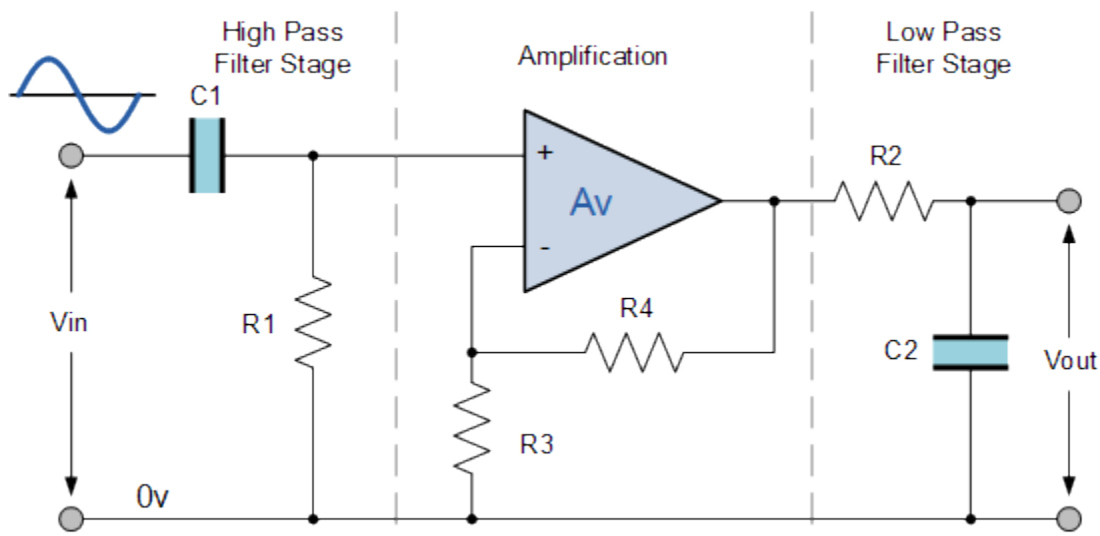 High Pass
Filter Stage
Amplification
Low Pass
Filter Stage
C1
+
Av
-
R2
R4
R1
Vin
C2
Vout
R3
0v